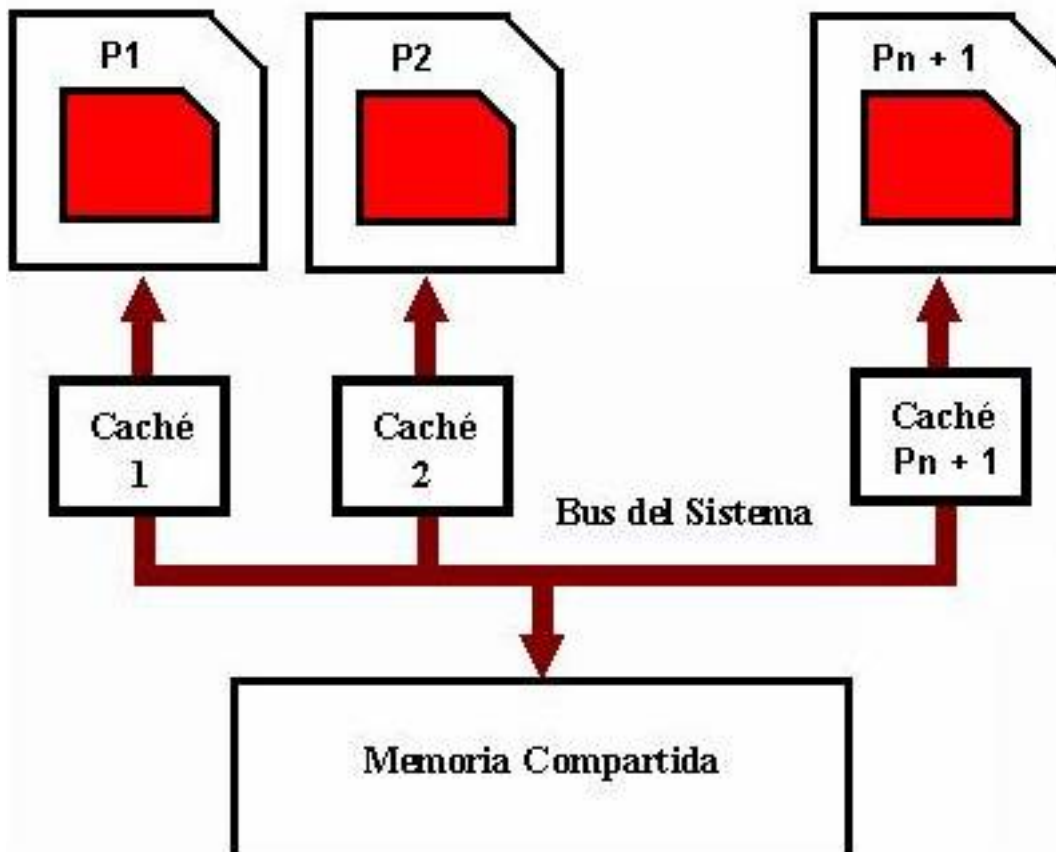 P1
P2
Pn + 1
Caché
1
Caché
2
Caché
Pn + 1
Bus del Sistema
Memoria Compartida